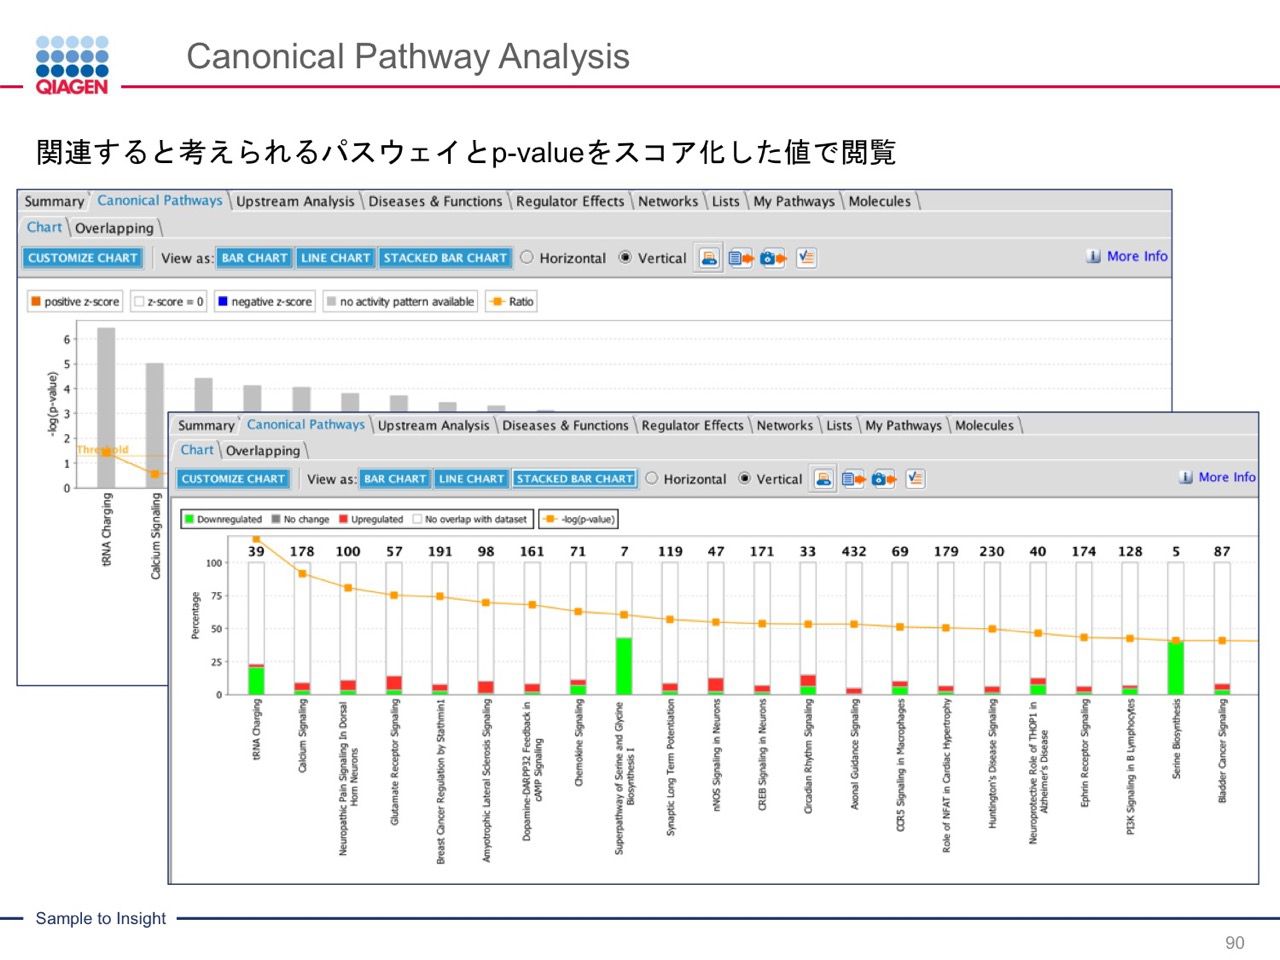 QIAGEN
Canonical Pathway Analysis
関連すると考えられるパスウェイとp-valueをスコア化した値で閲覧
Summary Canonical Pathways Upstream Analysis Diseases & Functions Regulator Effects Networks Lists My Pathways Molecules
Chart Overlapping
CUSTOMIZE CHART View as: BAR CHART LINE CHART STACKED BAR CHART Horizontal Vertical More Info
positive z-score z-score = 0 negative z-score no activity pattern available Ratio
6
5
4
3
2
1
0
-log(p-value)
Threshold
tRNA Charging
Calcium Signaling
Summary Canonical Pathways Upstream Analysis Diseases & Functions Regulator Effects Networks Lists My Pathways Molecules
Chart Overlapping
CUSTOMIZE CHART View as: BAR CHART LINE CHART STACKED BAR CHART Horizontal Vertical More Info
Downregulated No change Upregulated No overlap with dataset -log(p-value)
39 178 100 57 191 98 161 71 7 119 47 171 33 432 69 179 230 40 174 128 5 87
100
75
50
25
0
Percentage
tRNA Charging
Calcium Signaling
Neuropathic Pain Signaling In Dorsal
Horn Neurons
Glutamate Receptor Signaling
Breast Cancer Regulation by Stathmin1
Amyotrophic Lateral Sclerosis Signaling
Dopamine-DARPP32 Feedback in
cAMP Signaling
Chemokine Signaling
Superpathway of Serine and Glycine
Biosynthesis I
Synaptic Long Term Potentiation
nNOS Signaling in Neurons
CREB Signaling in Neurons
Circadian Rhythm Signaling
Axonal Guidance Signaling
CCR5 Signaling in Macrophages
Role of NFAT in Cardiac Hypertrophy
Huntington's Disease Signaling
Neuroprotective Role of THOP1 in
Alzheimer's Disease
Ephrin Receptor Signaling
PI3K Signaling in B Lymphocytes
Serine Biosynthesis
Bladder Cancer Signaling
Sample to Insight
90